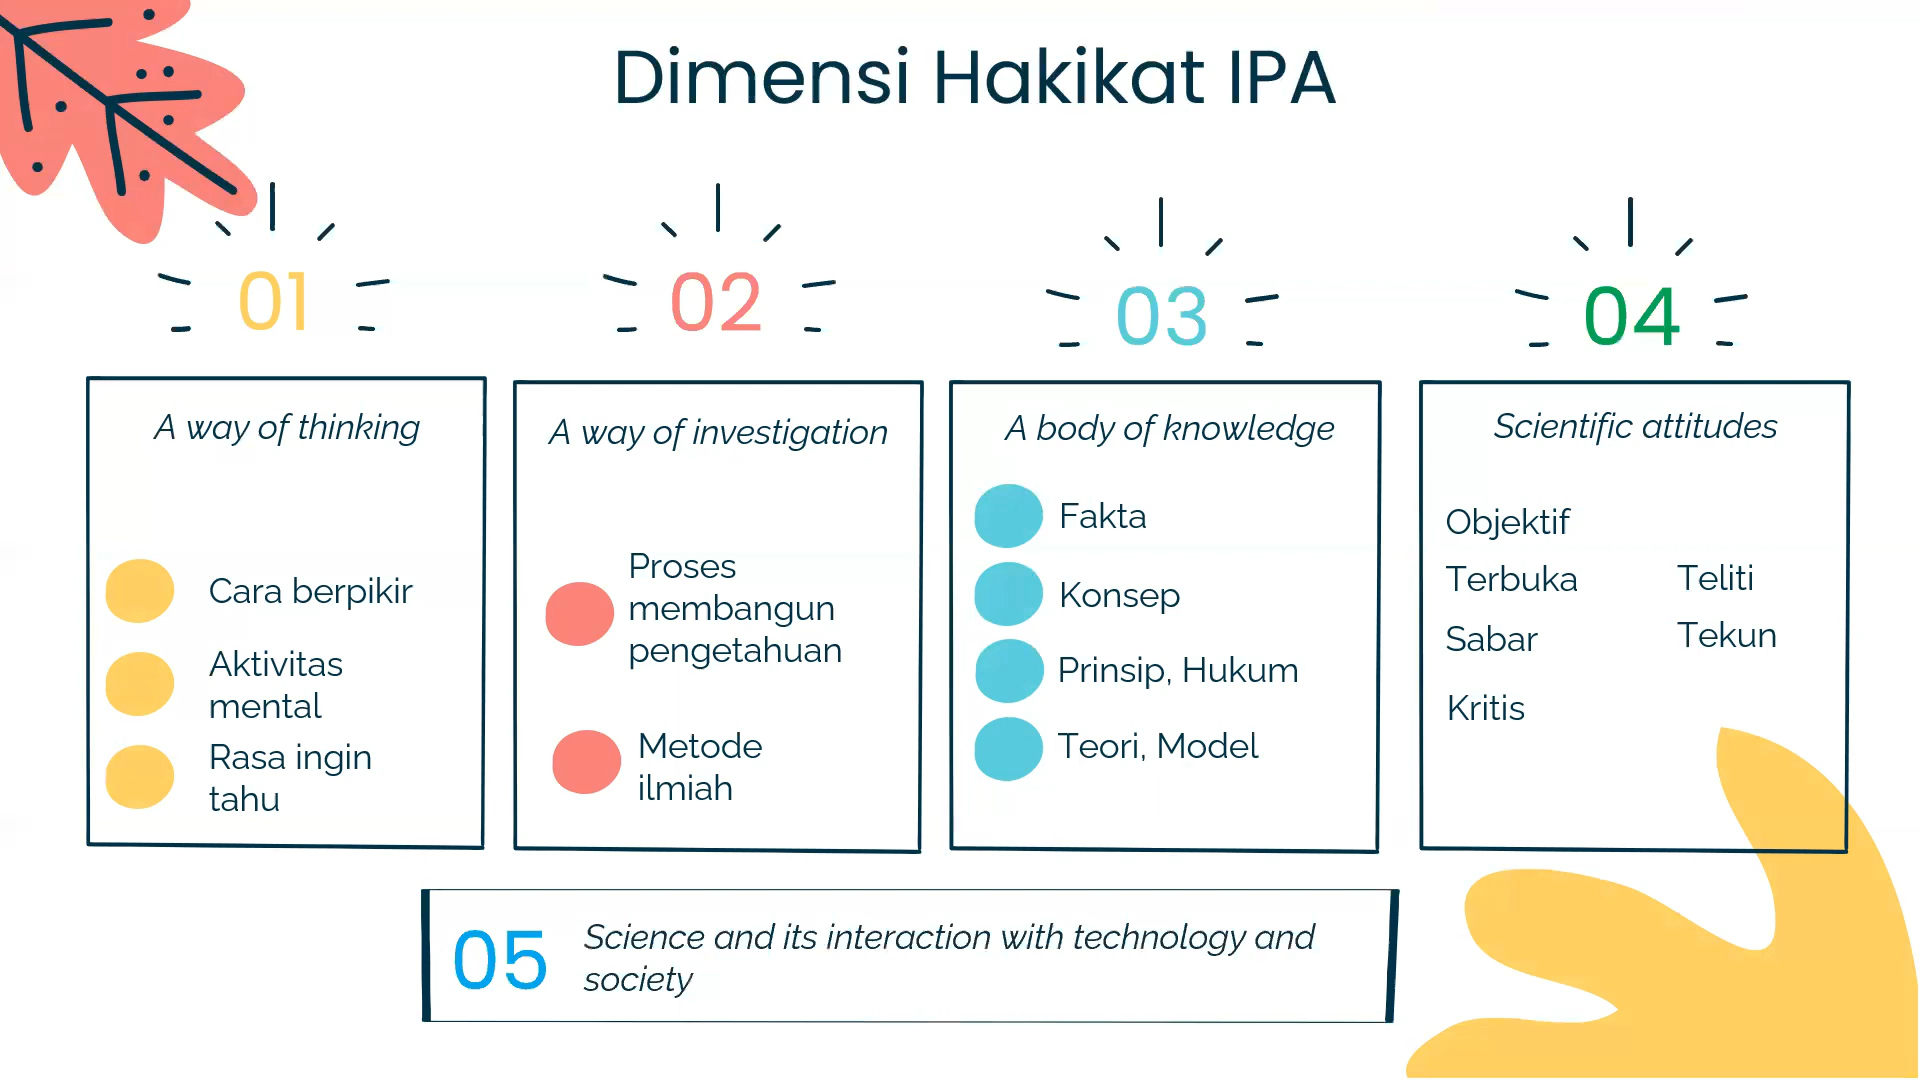 Dimensi Hakikat IPA
01
A way of thinking
Cara berpikir
Aktivitas
mental
Rasa ingin
tahu
02
A way of investigation
Proses
membangun
pengetahuan
Metode
ilmiah
03
A body of knowledge
Fakta
Konsep
Prinsip, Hukum
Teori, Model
04
Scientific attitudes
Objektif
Terbuka
Sabar
Kritis
Teliti
Tekun
05
Science and its interaction with technology and
society